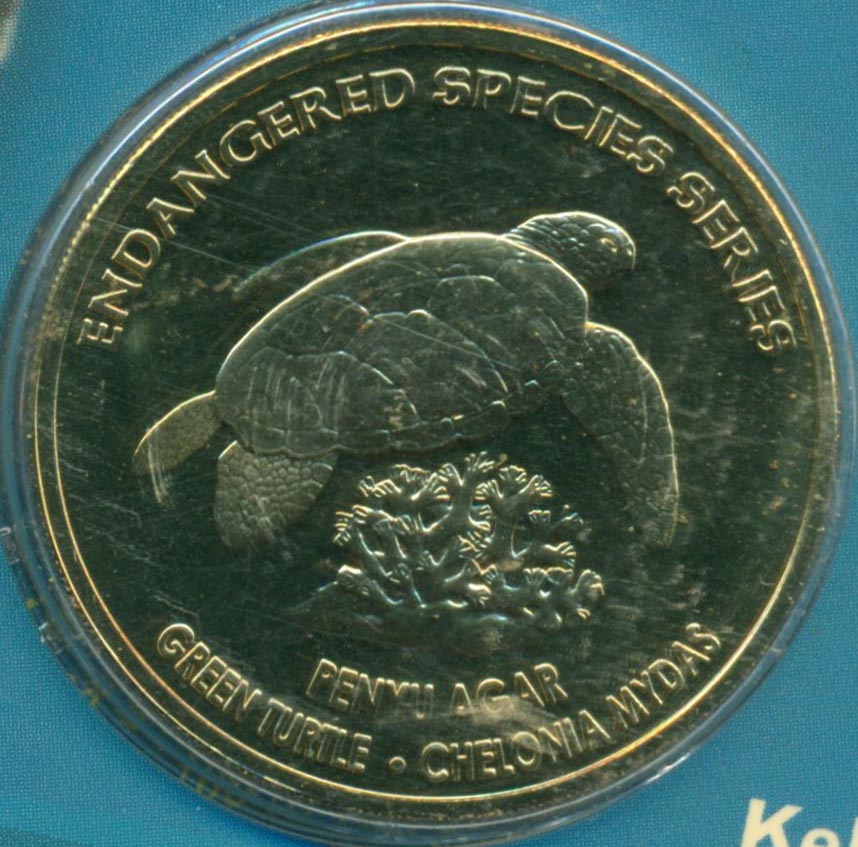 ENDANGERED SPECIES SERIES
PENYU AGAR
GREEN TURTLE • CHELONIA MYDAS